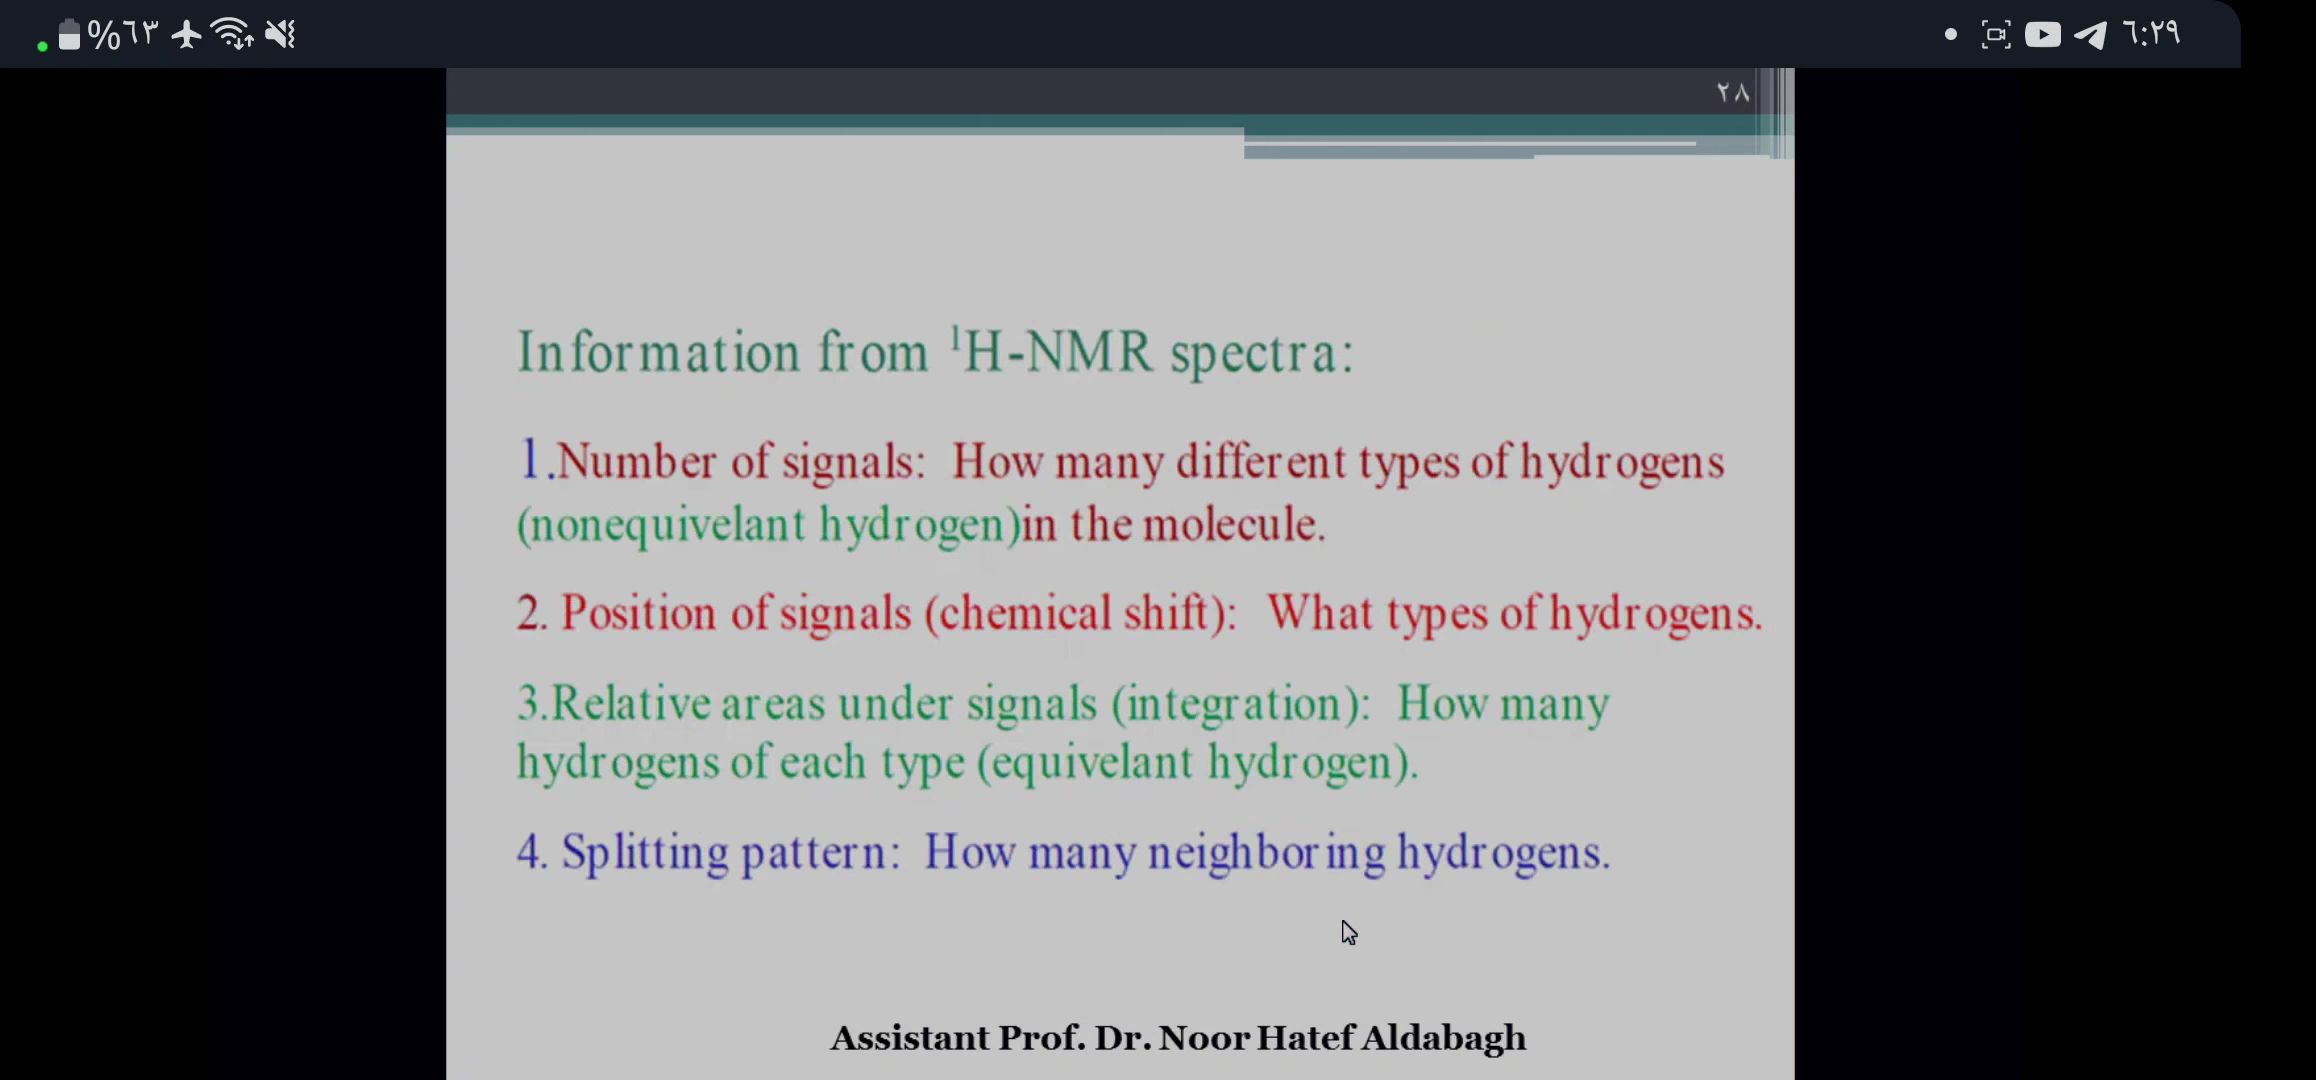 %٦٣
٦:٢٩
٢٨
Information from ¹H-NMR spectra:
1.Number of signals: How many different types of hydrogens
(nonequivelant hydrogen)in the molecule.
2. Position of signals (chemical shift): What types of hydrogens.
3.Relative areas under signals (integration): How many
hydrogens of each type (equivelant hydrogen).
4. Splitting pattern: How many neighboring hydrogens.
Assistant Prof. Dr. Noor Hatef Aldabagh